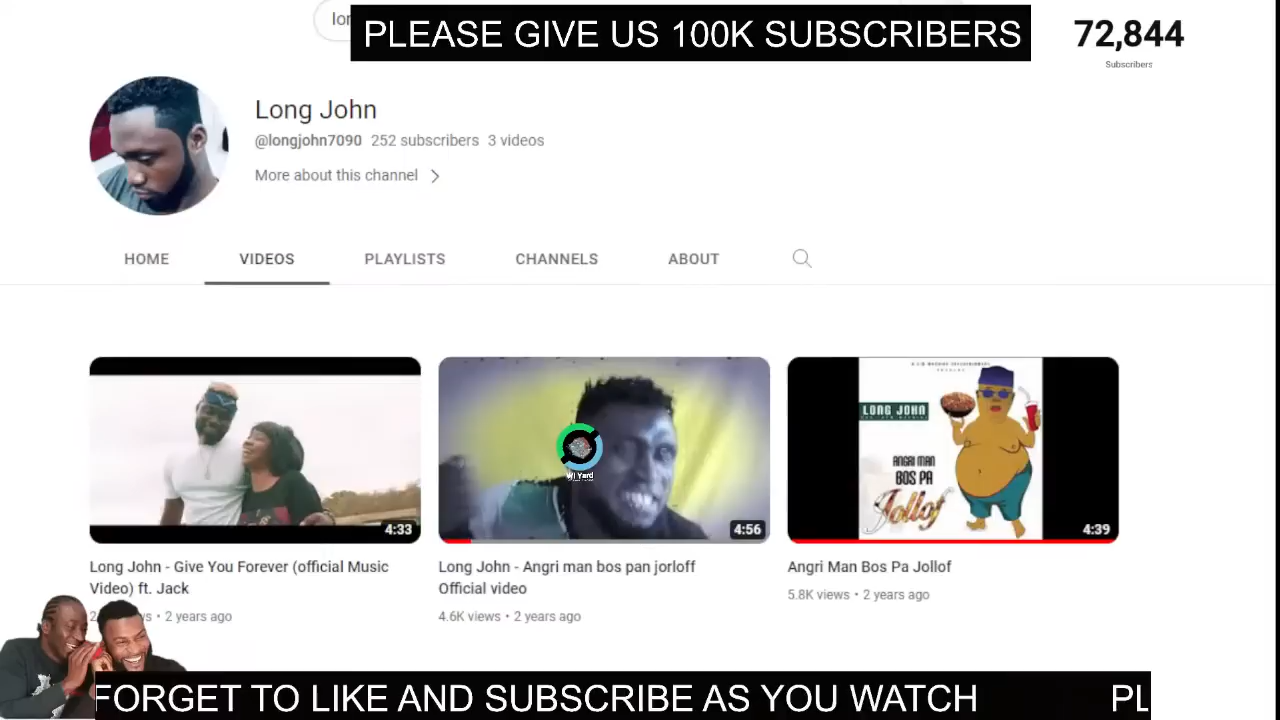 lon
PLEASE GIVE US 100K SUBSCRIBERS
72,844
Subscribers
Long John
@longjohn7090 252 subscribers 3 videos
More about this channel
HOME VIDEOS PLAYLISTS CHANNELS ABOUT
LONG JOHN
ANGRI MAN
BOS PA
Jollof
Wi Yard
4:33
4:56
4:39
Long John - Give You Forever (official Music
Video) ft. Jack
2 years ago
Long John - Angri man bos pan jorloff
Official video
4.6K views • 2 years ago
Angri Man Bos Pa Jollof
5.8K views • 2 years ago
FORGET TO LIKE AND SUBSCRIBE AS YOU WATCH
PL